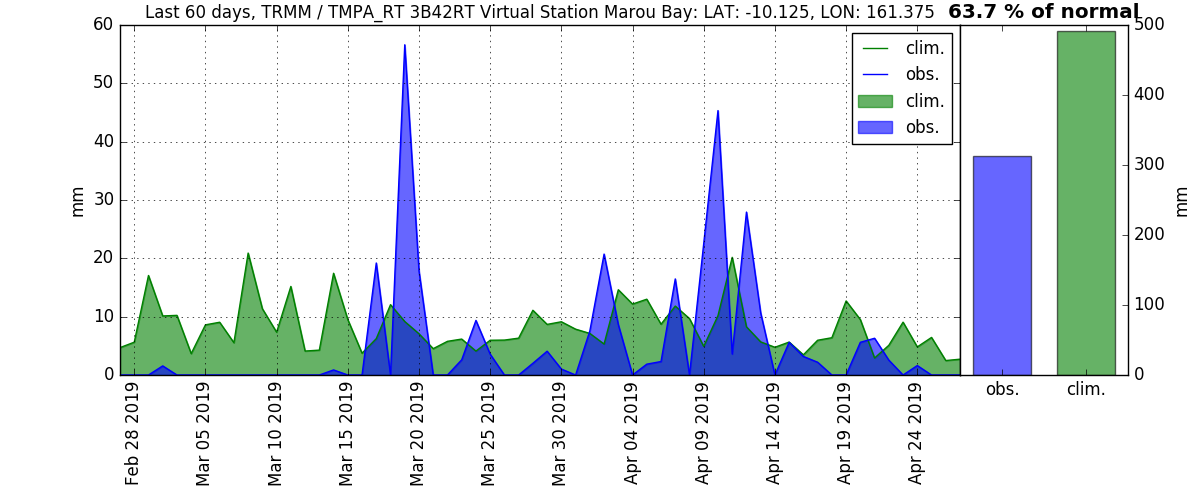 Last 60 days, TRMM / TMPA_RT 3B42RT Virtual Station Marou Bay: LAT: -10.125, LON: 161.375
63.7 % of normal
60
50
40
30
20
10
0
mm
clim.
obs.
clim.
obs.
Feb 28 2019
Mar 05 2019
Mar 10 2019
Mar 15 2019
Mar 20 2019
Mar 25 2019
Mar 30 2019
Apr 04 2019
Apr 09 2019
Apr 14 2019
Apr 19 2019
Apr 24 2019
500
400
300
200
100
0
mm
obs.
clim.